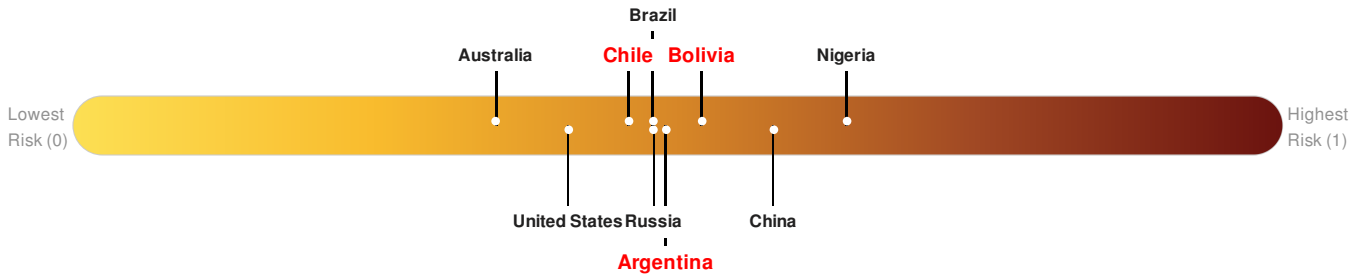 Brazil
Australia
Chile
Bolivia
Nigeria
Lowest
Risk (0)
Highest
Risk (1)
United States
Russia
China
Argentina